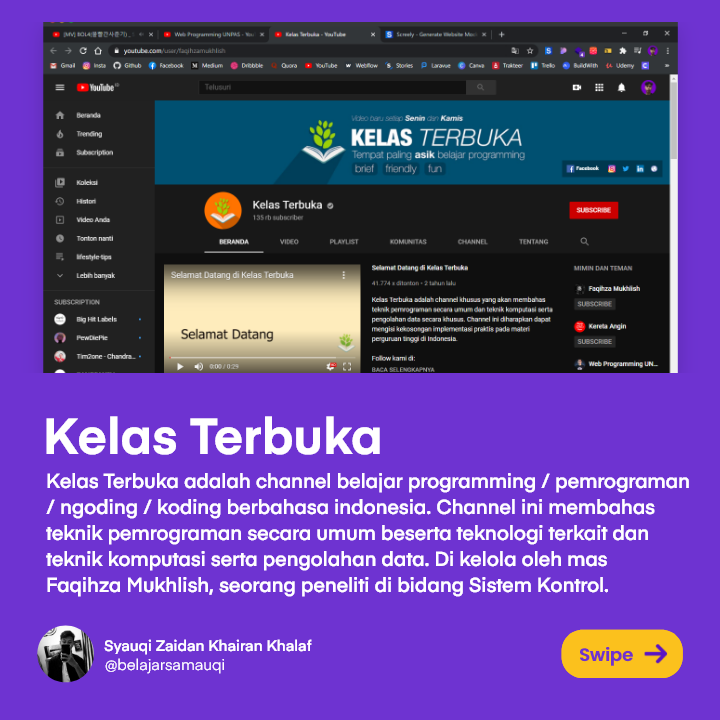 [MV] BOL4(볼빨간사춘기) _
Web Programming UNPAS - YouTube
Kelas Terbuka - YouTube
Screely - Generate Website Mock
youtube.com/user/faqihzamukhlish
Gmail
Insta
Github
Facebook
Medium
Dribbble
Quora
YouTube
Webflow
Stories
Laravue
Canva
Trakteer
Trello
BuildWith
Udemy
YouTube ID
Telusuri
Beranda
Trending
Subscription
Koleksi
Histori
Video Anda
Tonton nanti
lifestyle-tips
Lebih banyak
SUBSCRIPTION
Big Hit Labels
PewDiePie
Tim2one - Chandra...
Video baru setiap Senin dan Kamis
KELAS TERBUKA
Tempat paling asik belajar programming
brief friendly fun
Facebook
Kelas Terbuka
135 rb subscriber
SUBSCRIBE
BERANDA VIDEO PLAYLIST KOMUNITAS CHANNEL TENTANG
Selamat Datang di Kelas Terbuka
Selamat Datang
0:00 / 0:29
Selamat Datang di Kelas Terbuka
41.774 x ditonton • 2 tahun lalu
Kelas Terbuka adalah channel khusus yang akan membahas
teknik pemrograman secara umum dan teknik komputasi serta
pengolahan data secara khusus. Channel ini diharapkan dapat
mengisi kekosongan implementasi praktis pada materi
perguruan tinggi di Indonesia.
Follow kami di:
BACA SELENGKAPNYA
MIMIN DAN TEMAN
Faqihza Mukhlish
SUBSCRIBE
Kerela Angin
SUBSCRIBE
Web Programming UN...
Kelas Terbuka
Kelas Terbuka adalah channel belajar programming / pemrograman
/ ngoding / koding berbahasa indonesia. Channel ini membahas
teknik pemrograman secara umum beserta teknologi terkait dan
teknik komputasi serta pengolahan data. Di kelola oleh mas
Faqihza Mukhlish, seorang peneliti di bidang Sistem Kontrol.
Syauqi Zaidan Khairan Khalaf
@belajarsamauqi
Swipe